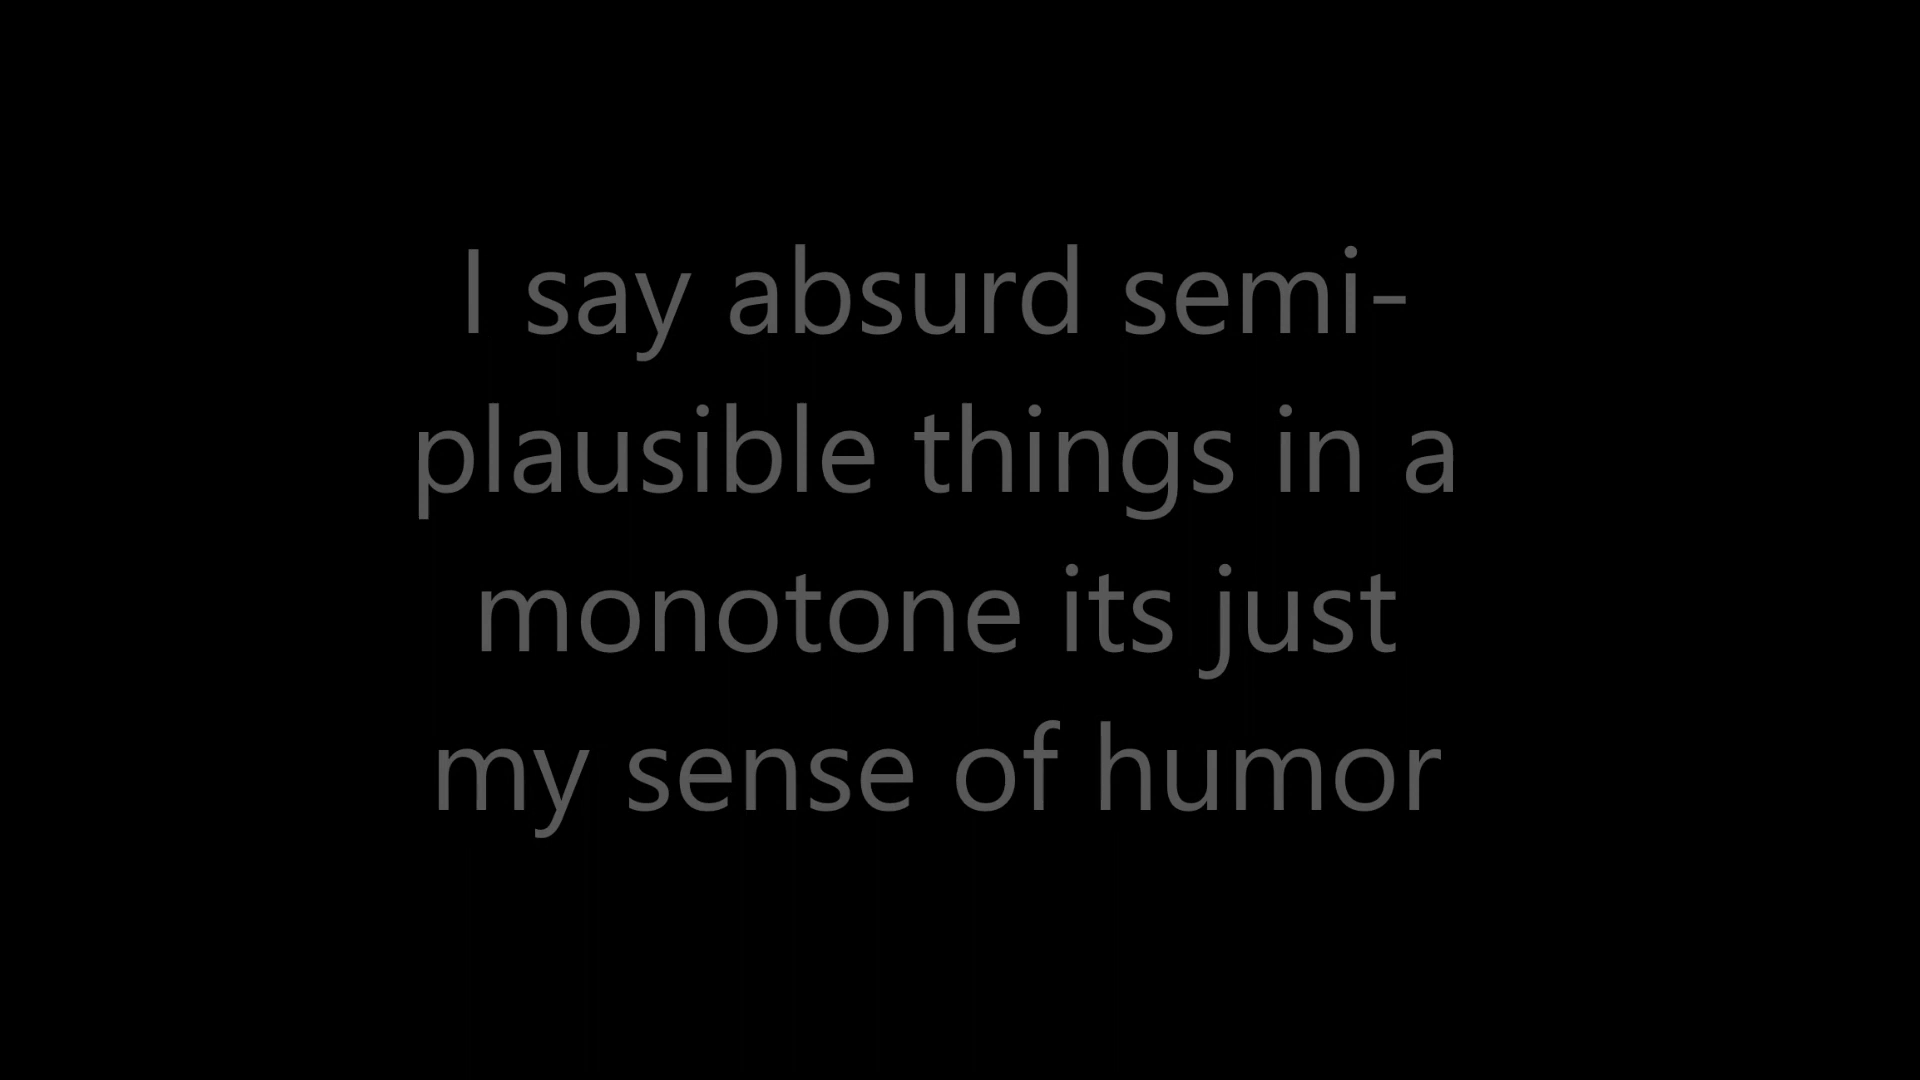 I say absurd semi-
plausible things in a
monotone its just
my sense of humor